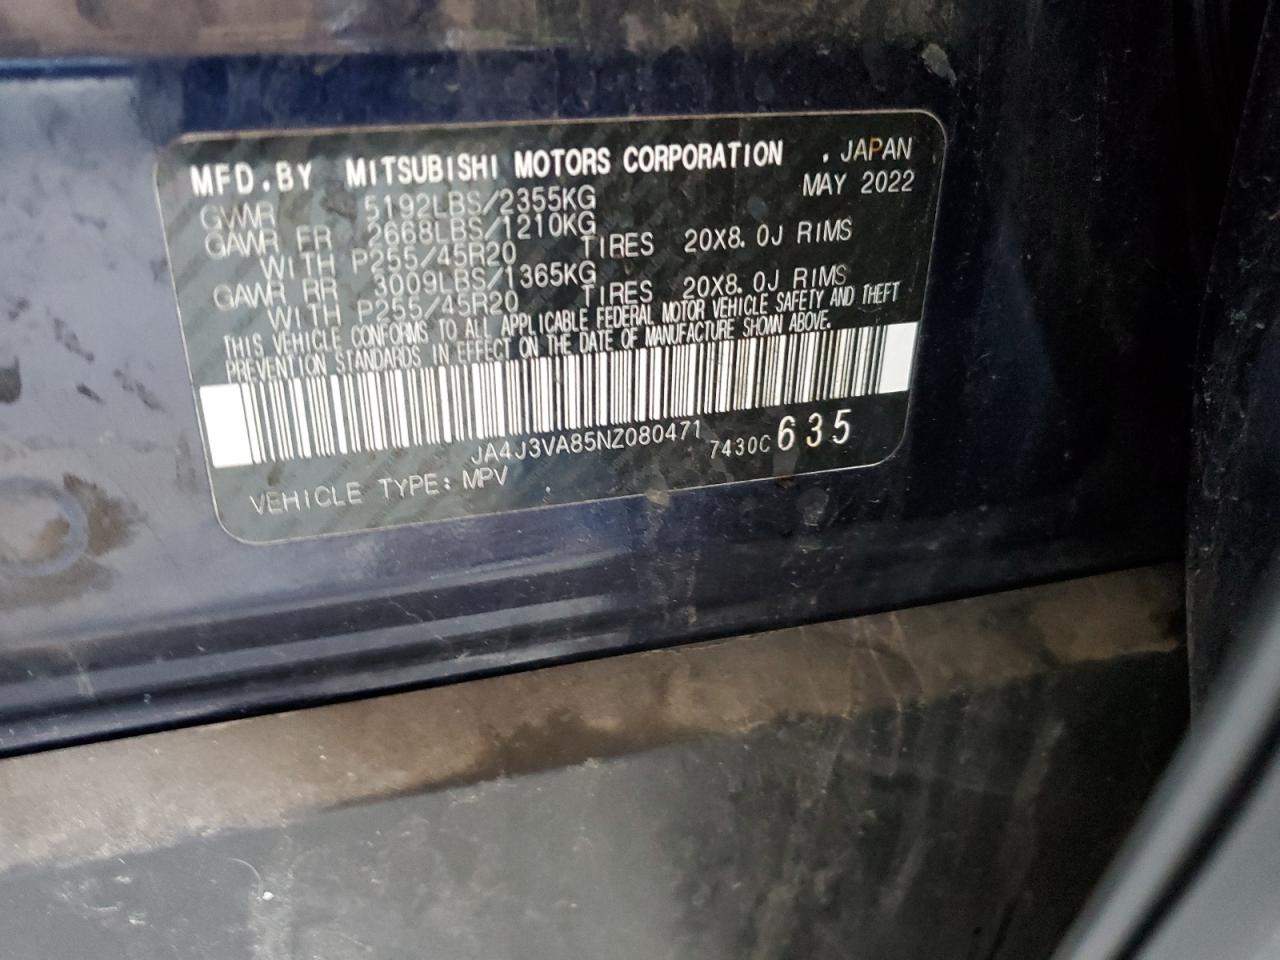 MFD.BY MITSUBISHI MOTORS CORPORATION , JAPAN
MAY 2022
GVWR 5192LBS/2355KG
GAWR FR 2668LBS/1210KG
WITH P255/45R20 TIRES 20X8.0J RIMS
GAWR RR 3009LBS/1365KG
WITH P255/45R20 TIRES 20X8.0J RIMS
THIS VEHICLE CONFORMS TO ALL APPLICABLE FEDERAL MOTOR VEHICLE SAFETY AND THEFT
PREVENTION STANDARDS IN EFFECT ON THE DATE OF MANUFACTURE SHOWN ABOVE.
JA4J3VA85NZ080471 7430C 635
VEHICLE TYPE: MPV